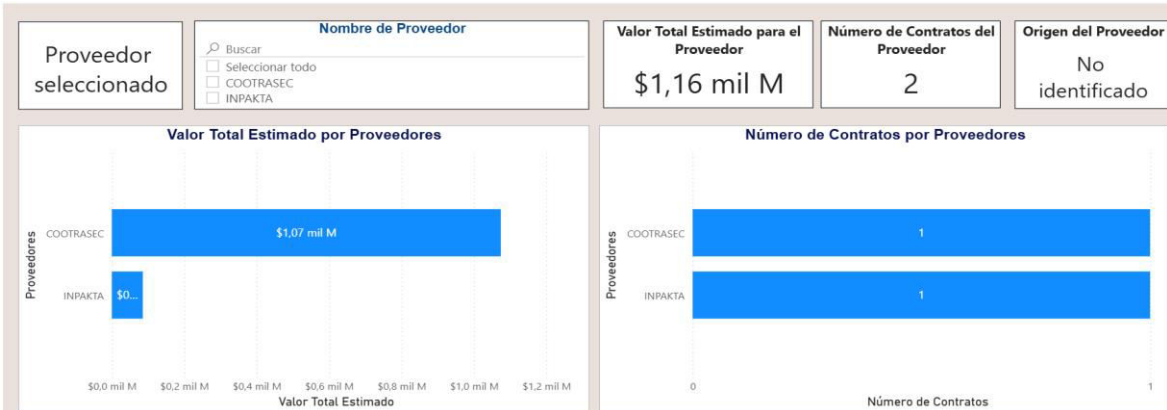 Proveedor
seleccionado
Nombre de Proveedor
Buscar
Seleccionar todo
COOTRASEC
INPAKTA
Valor Total Estimado para el
Proveedor
$1,16 mil M
Número de Contratos del
Proveedor
2
Origen del Proveedor
No
identificado
Valor Total Estimado por Proveedores
Proveedores
COOTRASEC
$1,07 mil M
INPAKTA
$0...
$0,0 mil M $0,2 mil M $0,4 mil M $0,6 mil M $0,8 mil M $1,0 mil M $1,2 mil M
Valor Total Estimado
Número de Contratos por Proveedores
Proveedores
COOTRASEC
1
INPAKTA
1
0 1
Número de Contratos